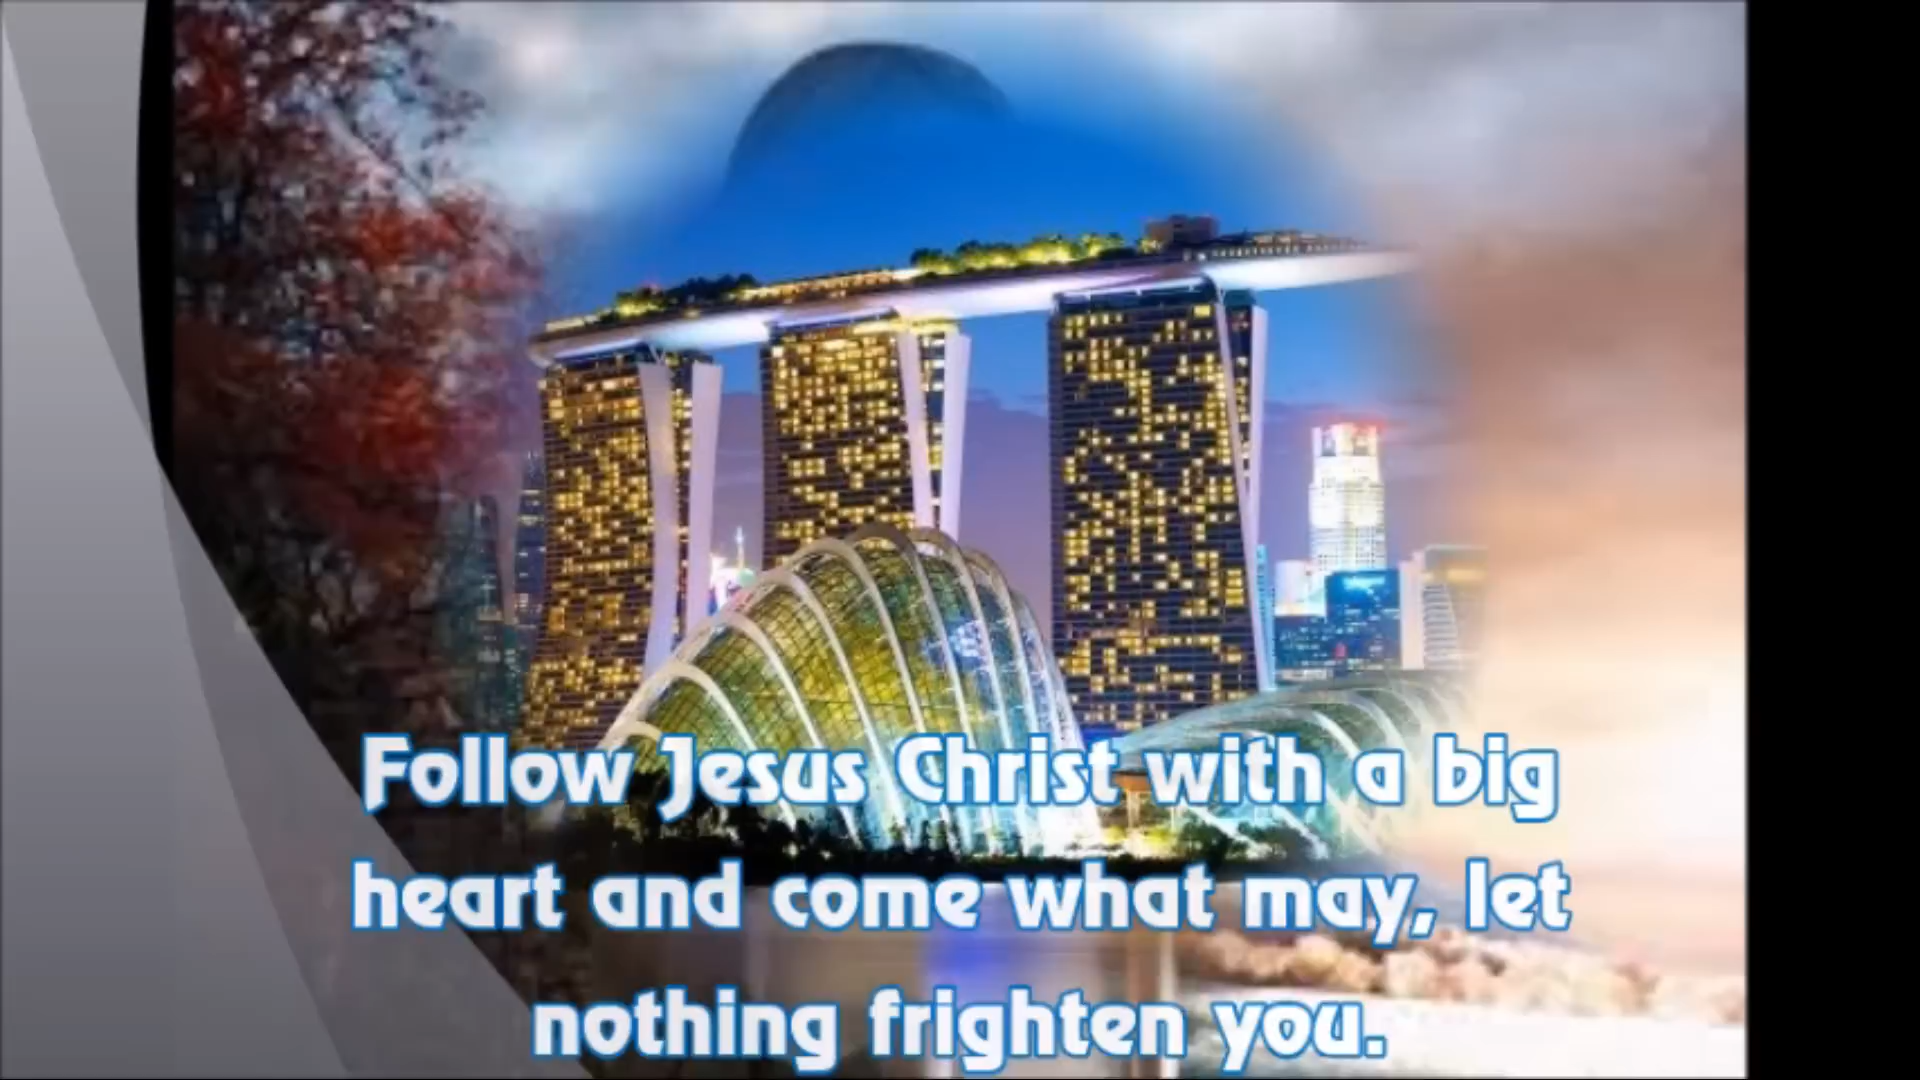 Follow Jesus Christ with a big
heart and come what may, let
nothing frighten you.